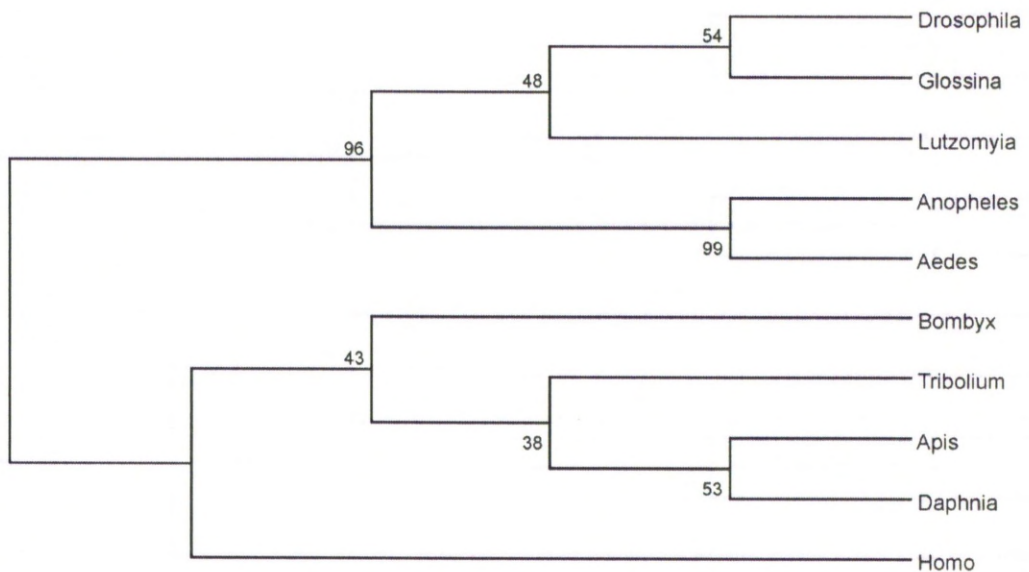 Drosophila
54
Glossina
48
Lutzomyia
96
Anopheles
99
Aedes
Bombyx
43
Tribolium
38
Apis
53
Daphnia
Homo